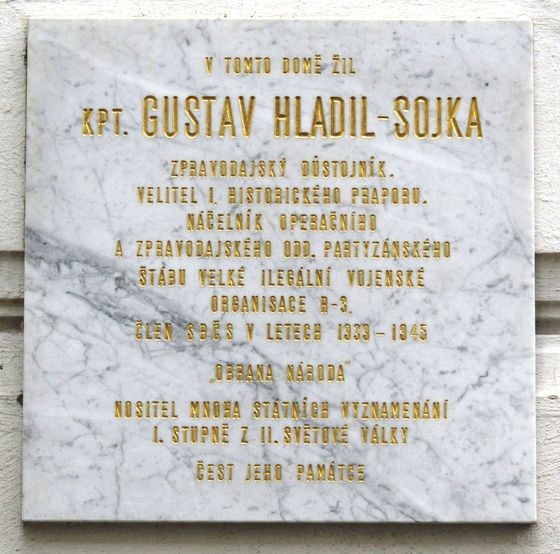 V TOMTO DOMĚ ŽIL
KPT. GUSTAV HLADIL-SOJKA
ZPRAVODAJSKÝ DŮSTOJNÍK.
VELITEL I. HISTORICKÉHO PRAPORU.
NÁČELNÍK OPERAČNÍHO
A ZPRAVODAJSKÉHO ODD. PARTYZÁNSKÉHO
ŠTÁBU VELKÉ ILEGÁLNÍ VOJENSKÉ
ORGANISACE R-3.
ČLEN SBČS V LETECH 1939-1945
„OBRANA NÁRODA"
NOSITEL MNOHA STÁTNÍCH VYZNAMENÁNÍ
I. STUPNĚ Z II. SVĚTOVÉ VÁLKY
ČEST JEHO PAMÁTCE